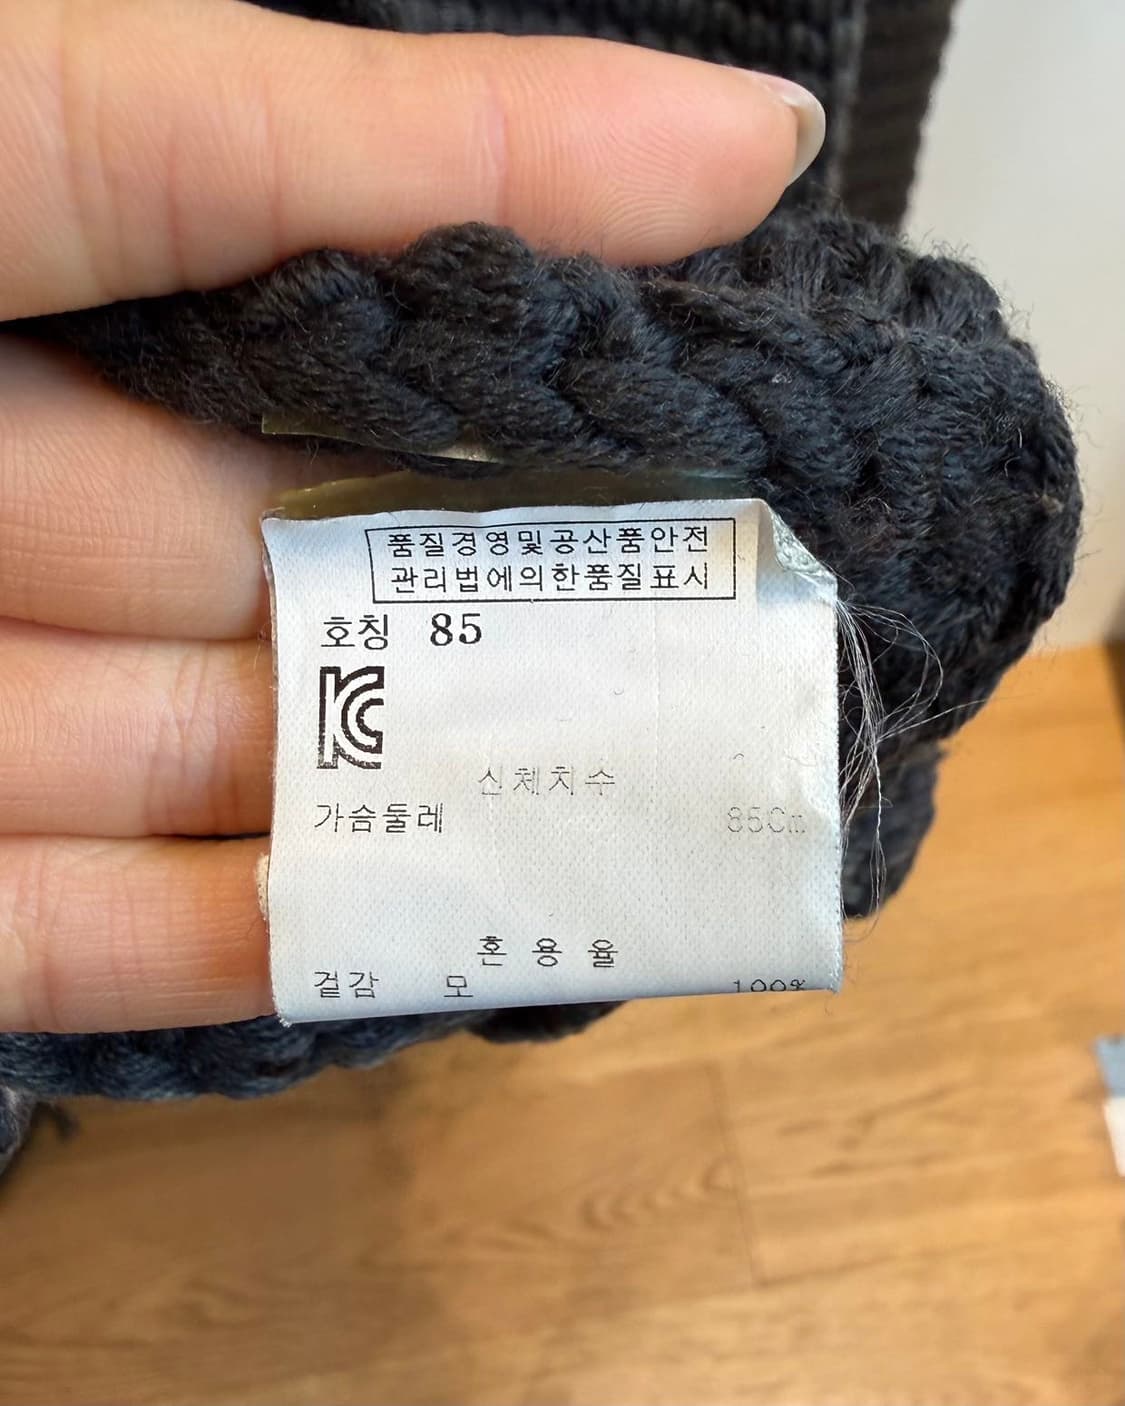 품질경영및공산품안전
관리법에의한품질표시
호칭 85
KC
신체치수
가슴둘레 85Cm
혼용율
겉감 모 100%